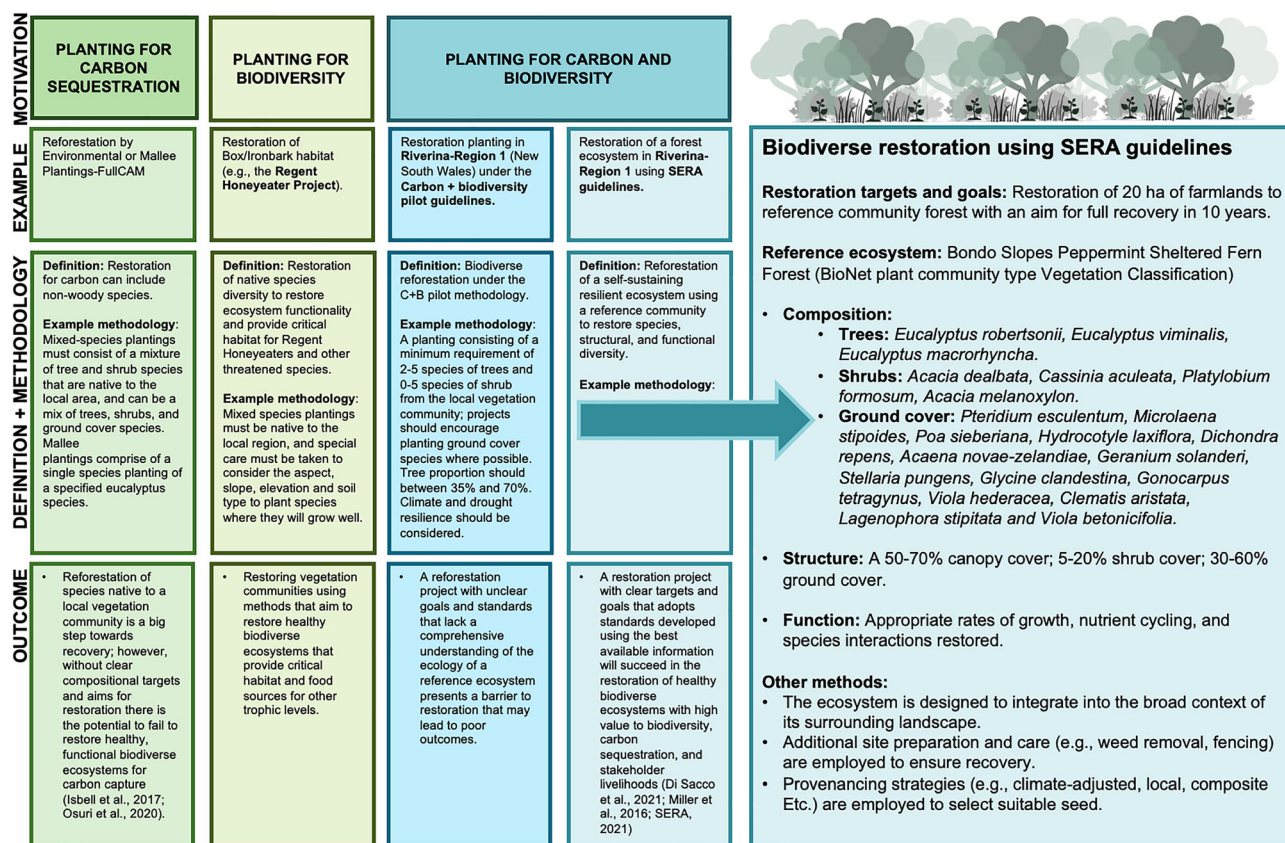 MOTIVATION
PLANTING FOR
CARBON
SEQUESTRATION
PLANTING FOR
BIODIVERSITY
PLANTING FOR CARBON AND
BIODIVERSITY
EXAMPLE
Reforestation by
Environmental or Mallee
Plantings-FullCAM
Restoration of
Box/Ironbark habitat
(e.g., the Regent
Honeyeater Project).
Restoration planting in
Riverina-Region 1 (New
South Wales) under the
Carbon + biodiversity
pilot guidelines.
Restoration of a forest
ecosystem in Riverina-
Region 1 using SERA
guidelines.
DEFINITION + METHODOLOGY
Definition: Restoration
for carbon can include
non-woody species.
Example methodology:
Mixed-species plantings
must consist of a mixture
of tree and shrub species
that are native to the
local area, and can be a
mix of trees, shrubs, and
ground cover species.
Mallee
plantings comprise of a
single species planting of
a specified eucalyptus
species.
Definition: Restoration
of native species
diversity to restore
ecosystem functionality
and provide critical
habitat for Regent
Honeyeaters and other
threatened species.
Example methodology:
Mixed species plantings
must be native to the
local region, and special
care must be taken to
consider the aspect,
slope, elevation and soil
type to plant species
where they will grow well.
Definition: Biodiverse
reforestation under the
C+B pilot methodology.
Example methodology:
A planting consisting of a
minimum requirement of
2-5 species of trees and
0-5 species of shrub
from the local vegetation
community; projects
should encourage
planting ground cover
species where possible.
Tree proportion should
between 35% and 70%.
Climate and drought
resilience should be
considered.
Definition: Reforestation
of a self-sustaining
resilient ecosystem using
a reference community
to restore species,
structural, and functional
diversity.
Example methodology:
OUTCOME
• Reforestation of
species native to a
local vegetation
community is a big
step towards
recovery; however,
without clear
compositional targets
and aims for
restoration there is
the potential to fail to
restore healthy,
functional biodiverse
ecosystems for
carbon capture
(Isbell et al., 2017;
Osuri et al., 2020).
• Restoring vegetation
communities using
methods that aim to
restore healthy
biodiverse
ecosystems that
provide critical
habitat and food
sources for other
trophic levels.
• A reforestation
project with unclear
goals and standards
that lack a
comprehensive
understanding of the
ecology of a
reference ecosystem
presents a barrier to
restoration that may
lead to poor
outcomes.
• A restoration project
with clear targets and
goals that adopts
standards developed
using the best
available information
will succeed in the
restoration of healthy
biodiverse
ecosystems with high
value to biodiversity,
carbon
sequestration, and
stakeholder
livelihoods (Di Sacco
et al., 2021; Miller et
al., 2016; SERA,
2021)
Biodiverse restoration using SERA guidelines
Restoration targets and goals: Restoration of 20 ha of farmlands to
reference community forest with an aim for full recovery in 10 years.
Reference ecosystem: Bondo Slopes Peppermint Sheltered Fern
Forest (BioNet plant community type Vegetation Classification)
• Composition:
• Trees: Eucalyptus robertsonii, Eucalyptus viminalis,
Eucalyptus macrorhyncha.
• Shrubs: Acacia dealbata, Cassinia aculeata, Platylobium
formosum, Acacia melanoxylon.
• Ground cover: Pteridium esculentum, Microlaena
stipoides, Poa sieberiana, Hydrocotyle laxiflora, Dichondra
repens, Acaena novae-zelandiae, Geranium solanderi,
Stellaria pungens, Glycine clandestina, Gonocarpus
tetragynus, Viola hederacea, Clematis aristata,
Lagenophora stipitata and Viola betonicifolia.
• Structure: A 50-70% canopy cover; 5-20% shrub cover; 30-60%
ground cover.
• Function: Appropriate rates of growth, nutrient cycling, and
species interactions restored.
Other methods:
• The ecosystem is designed to integrate into the broad context of
its surrounding landscape.
• Additional site preparation and care (e.g., weed removal, fencing)
are employed to ensure recovery.
• Provenancing strategies (e.g., climate-adjusted, local, composite
Etc.) are employed to select suitable seed.